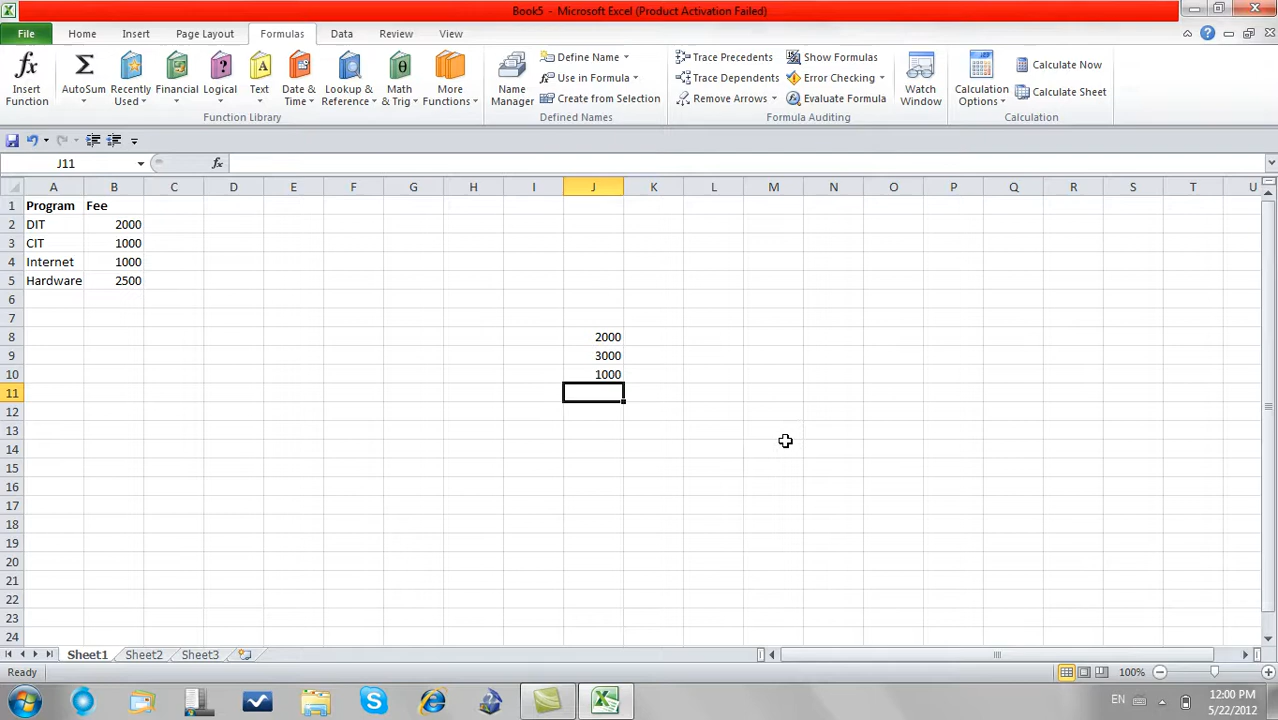 Book5 - Microsoft Excel (Product Activation Failed)
File Home Insert Page Layout Formulas Data Review View
Insert Function
AutoSum
Recently Used
Financial
Logical
Text
Date & Time
Lookup & Reference
Math & Trig
More Functions
Function Library
Name Manager
Define Name
Use in Formula
Create from Selection
Defined Names
Trace Precedents
Trace Dependents
Remove Arrows
Show Formulas
Error Checking
Evaluate Formula
Formula Auditing
Watch Window
Calculation Options
Calculate Now
Calculate Sheet
Calculation
J11 fx
A B C D E F G H I J K L M N O P Q R S T U
1 Program Fee
2 DIT 2000
3 CIT 1000
4 Internet 1000
5 Hardware 2500
6
7
8 2000
9 3000
10 1000
11
12
13
14
15
16
17
18
19
20
21
22
23
24
Sheet1 Sheet2 Sheet3
Ready 100%
EN 12:00 PM
5/22/2012